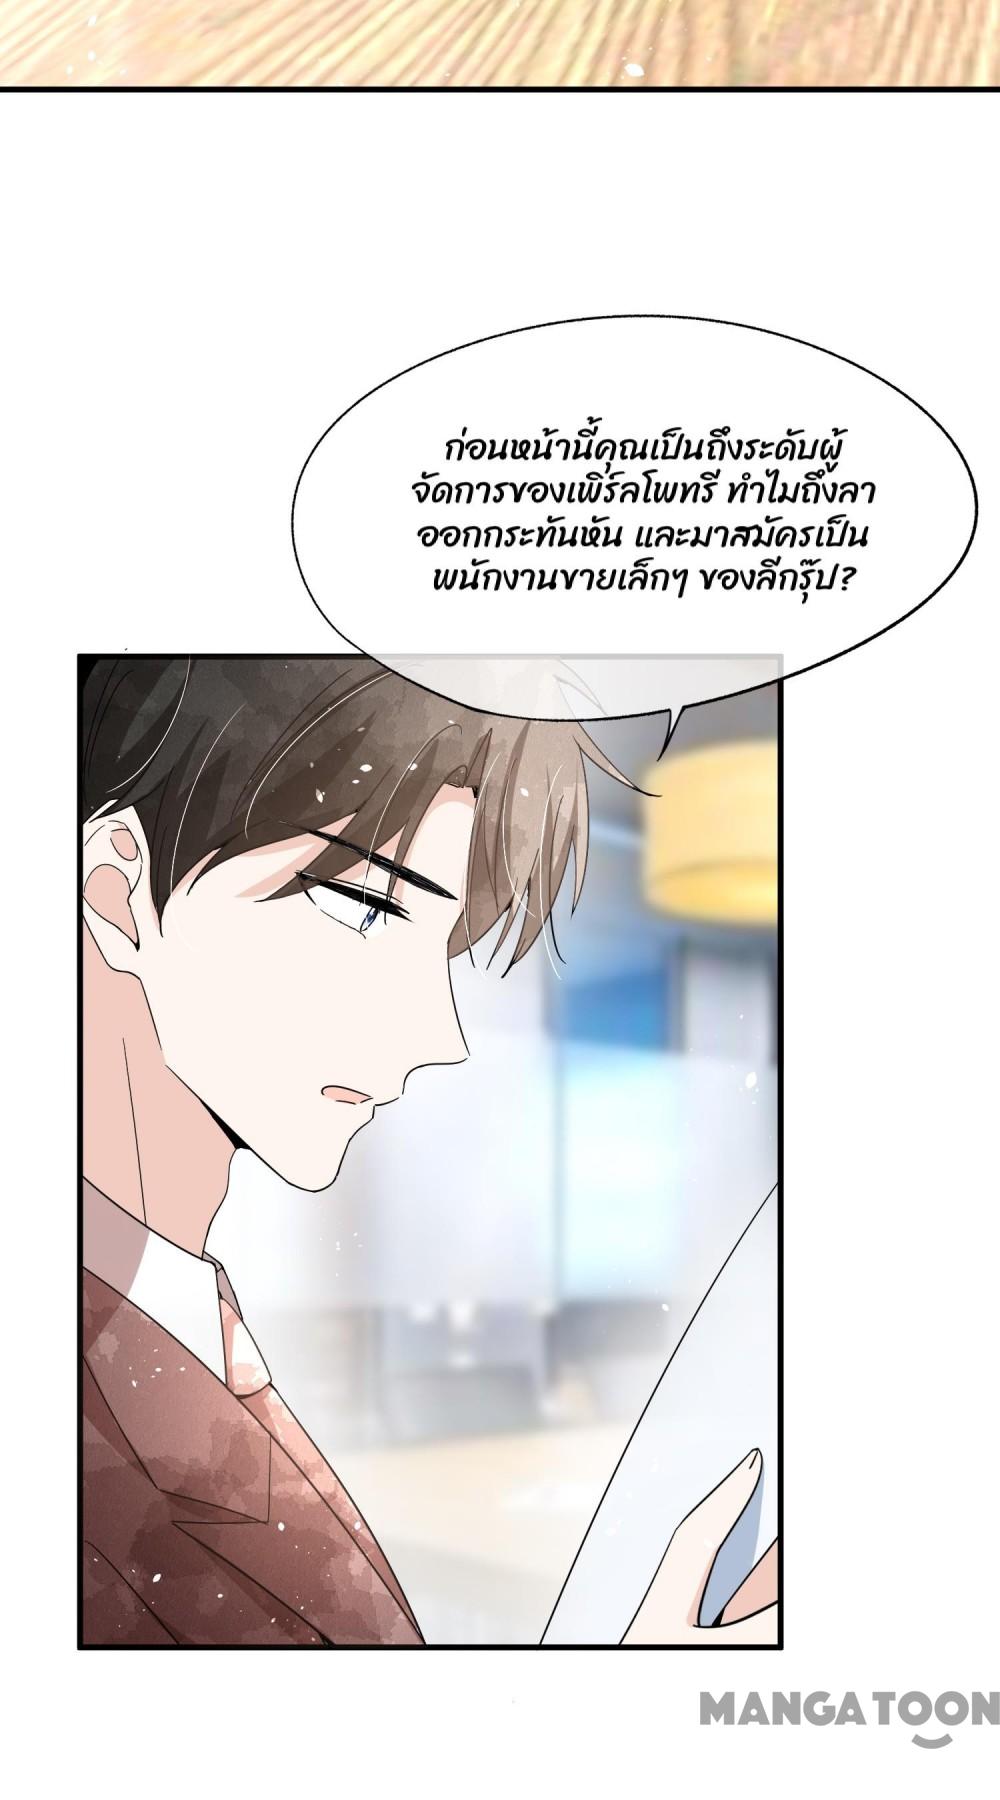 ก่อนหน้านี้คุณเป็นถึงระดับผู้
จัดการของเพิร์ลโพทรี ทำไมถึงลา
ออกกระทันหัน และมาสมัครเป็น
พนักงานขายเล็กๆ ของลีกรุ๊ป?
MANGATOON